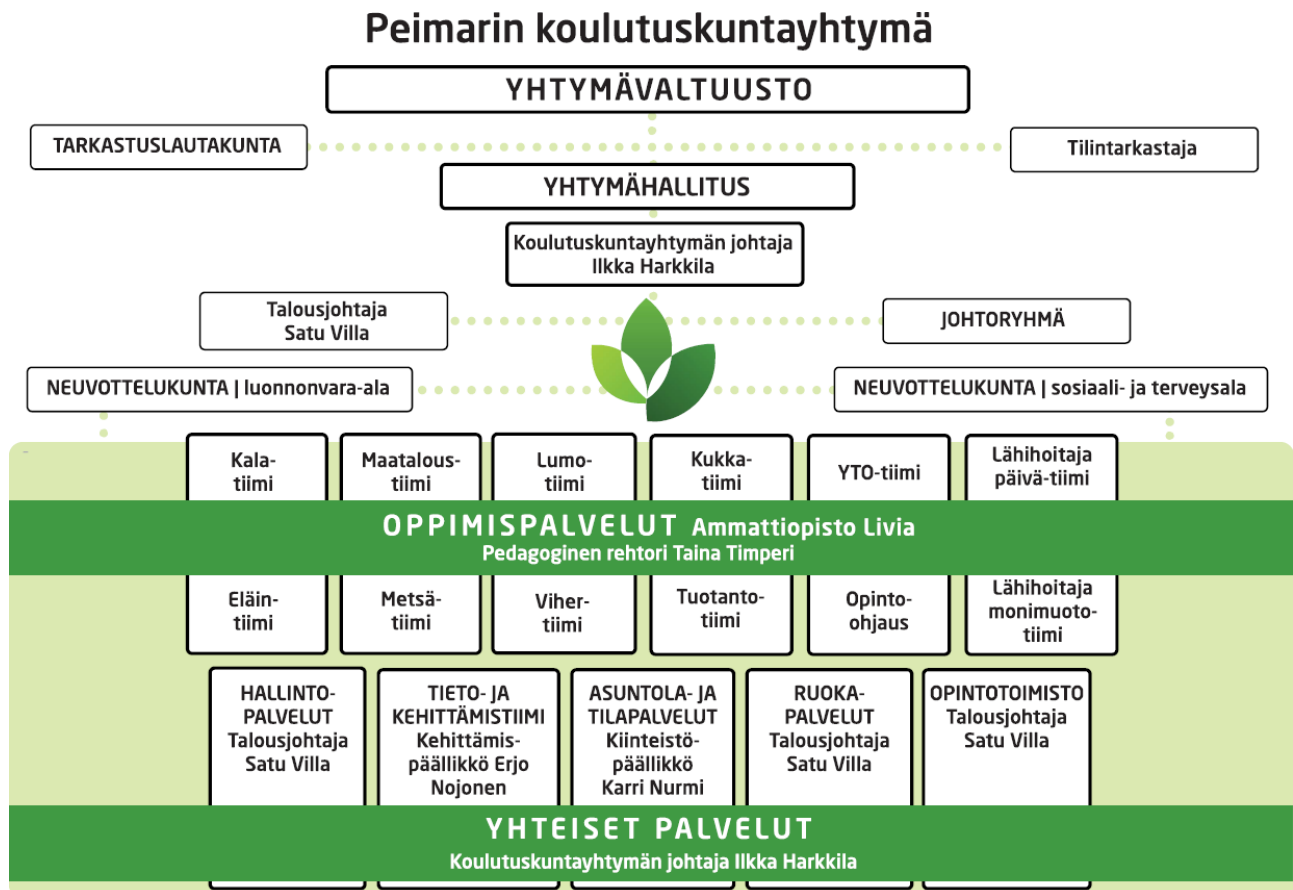 Peimarin koulutuskuntayhtymä
YHTYMÄVALTUUSTO
TARKASTUSLAUTAKUNTA
Tilintarkastaja
YHTYMÄHALLITUS
Koulutuskuntayhtymän johtaja
Ilkka Harkkila
Talousjohtaja
Satu Villa
JOHTORYHMÄ
NEUVOTTELUKUNTA | luonnonvara-ala
NEUVOTTELUKUNTA | sosiaali- ja terveysala
Kala-
tiimi
Maatalous-
tiimi
Lumo-
tiimi
Kukka-
tiimi
YTO-tiimi
Lähihoitaja
päivä-tiimi
OPPIMISPALVELUT Ammattiopisto Livia
Pedagoginen rehtori Taina Timperi
Eläin-
tiimi
Metsä-
tiimi
Viher-
tiimi
Tuotanto-
tiimi
Opinto-
ohjaus
Lähihoitaja
monimuoto-
tiimi
HALLINTO-
PALVELUT
Talousjohtaja
Satu Villa
TIETO- JA
KEHITTÄMISTIIMI
Kehittämis-
päällikkö Erjo
Nojonen
ASUNTOLA- JA
TILAPALVELUT
Kiinteistö-
päällikkö
Karri Nurmi
RUOKA-
PALVELUT
Talousjohtaja
Satu Villa
OPINTOTOIMISTO
Talousjohtaja
Satu Villa
YHTEISET PALVELUT
Koulutuskuntayhtymän johtaja Ilkka Harkkila